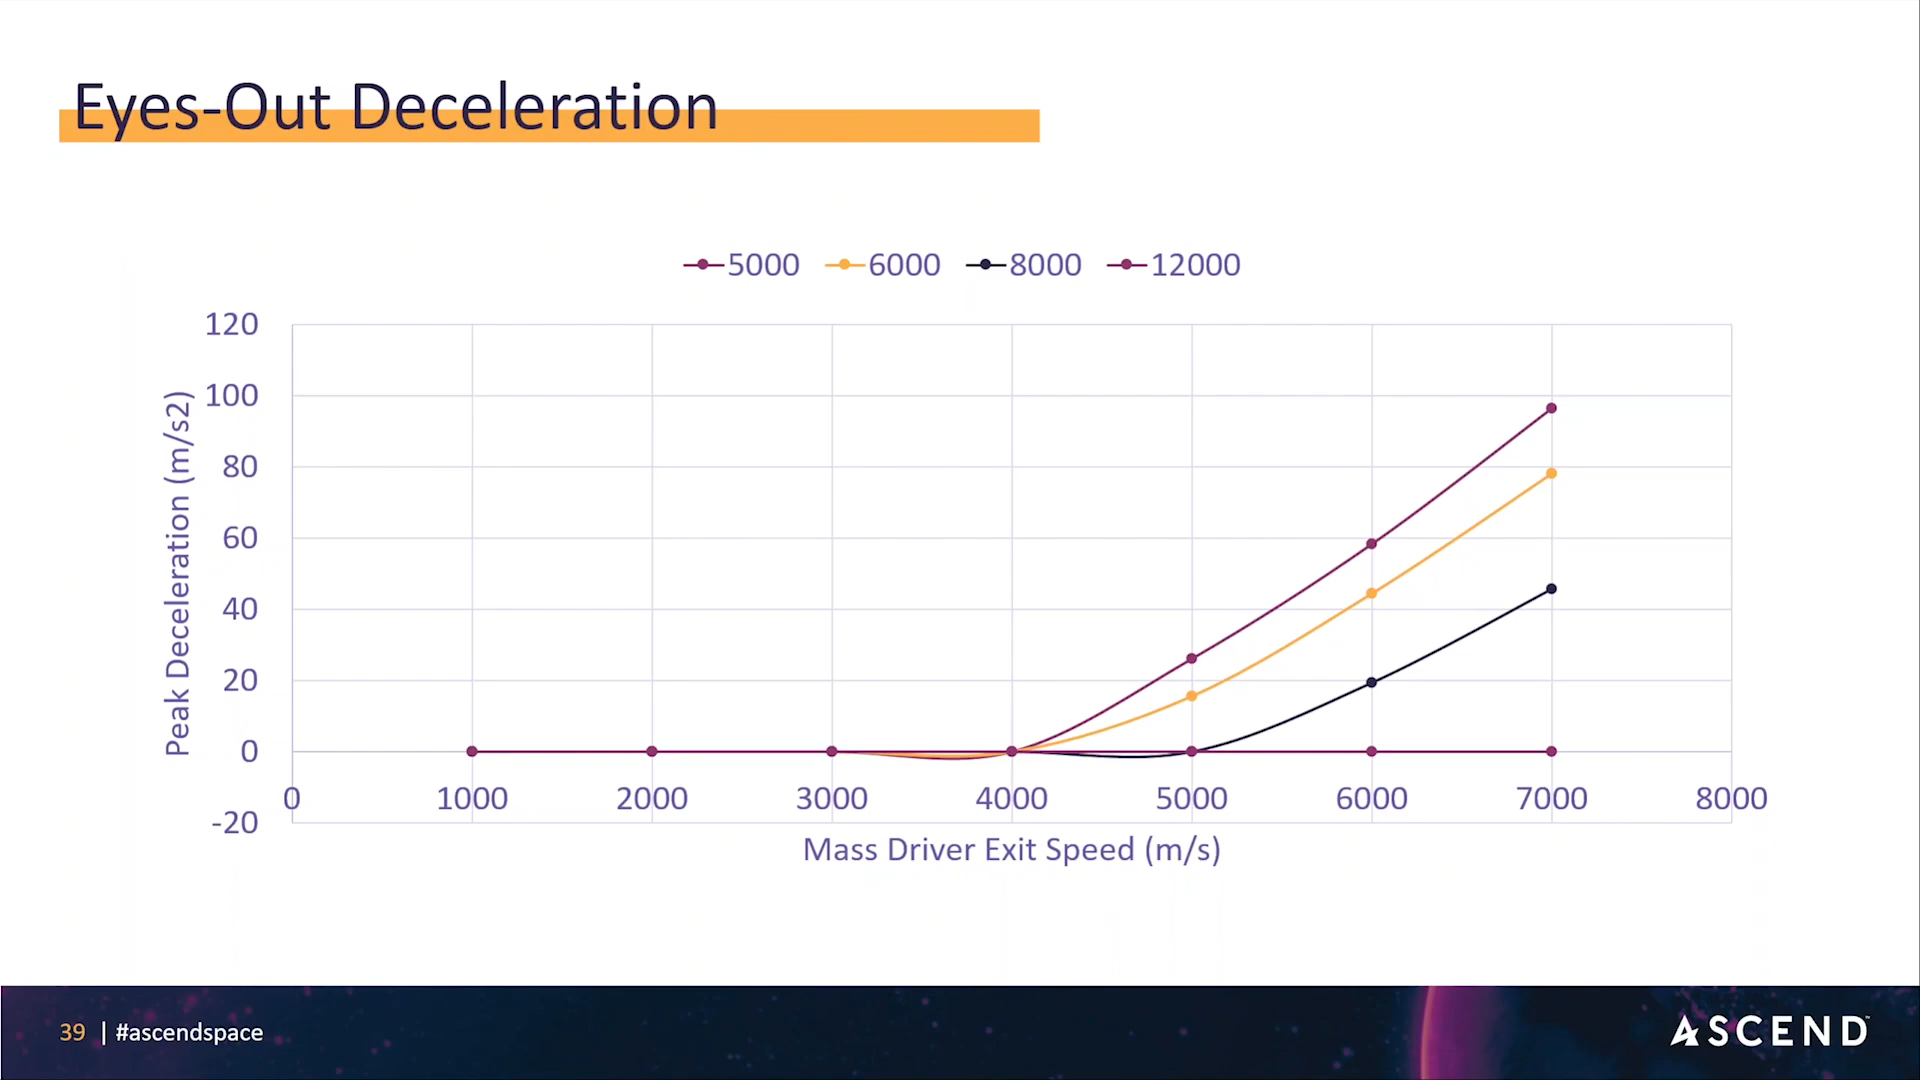 Eyes-Out Deceleration
5000 6000 8000 12000
120
100
80
60
40
20
0
-20
Peak Deceleration (m/s2)
0 1000 2000 3000 4000 5000 6000 7000 8000
Mass Driver Exit Speed (m/s)
39 | #ascendspace
ASCEND™